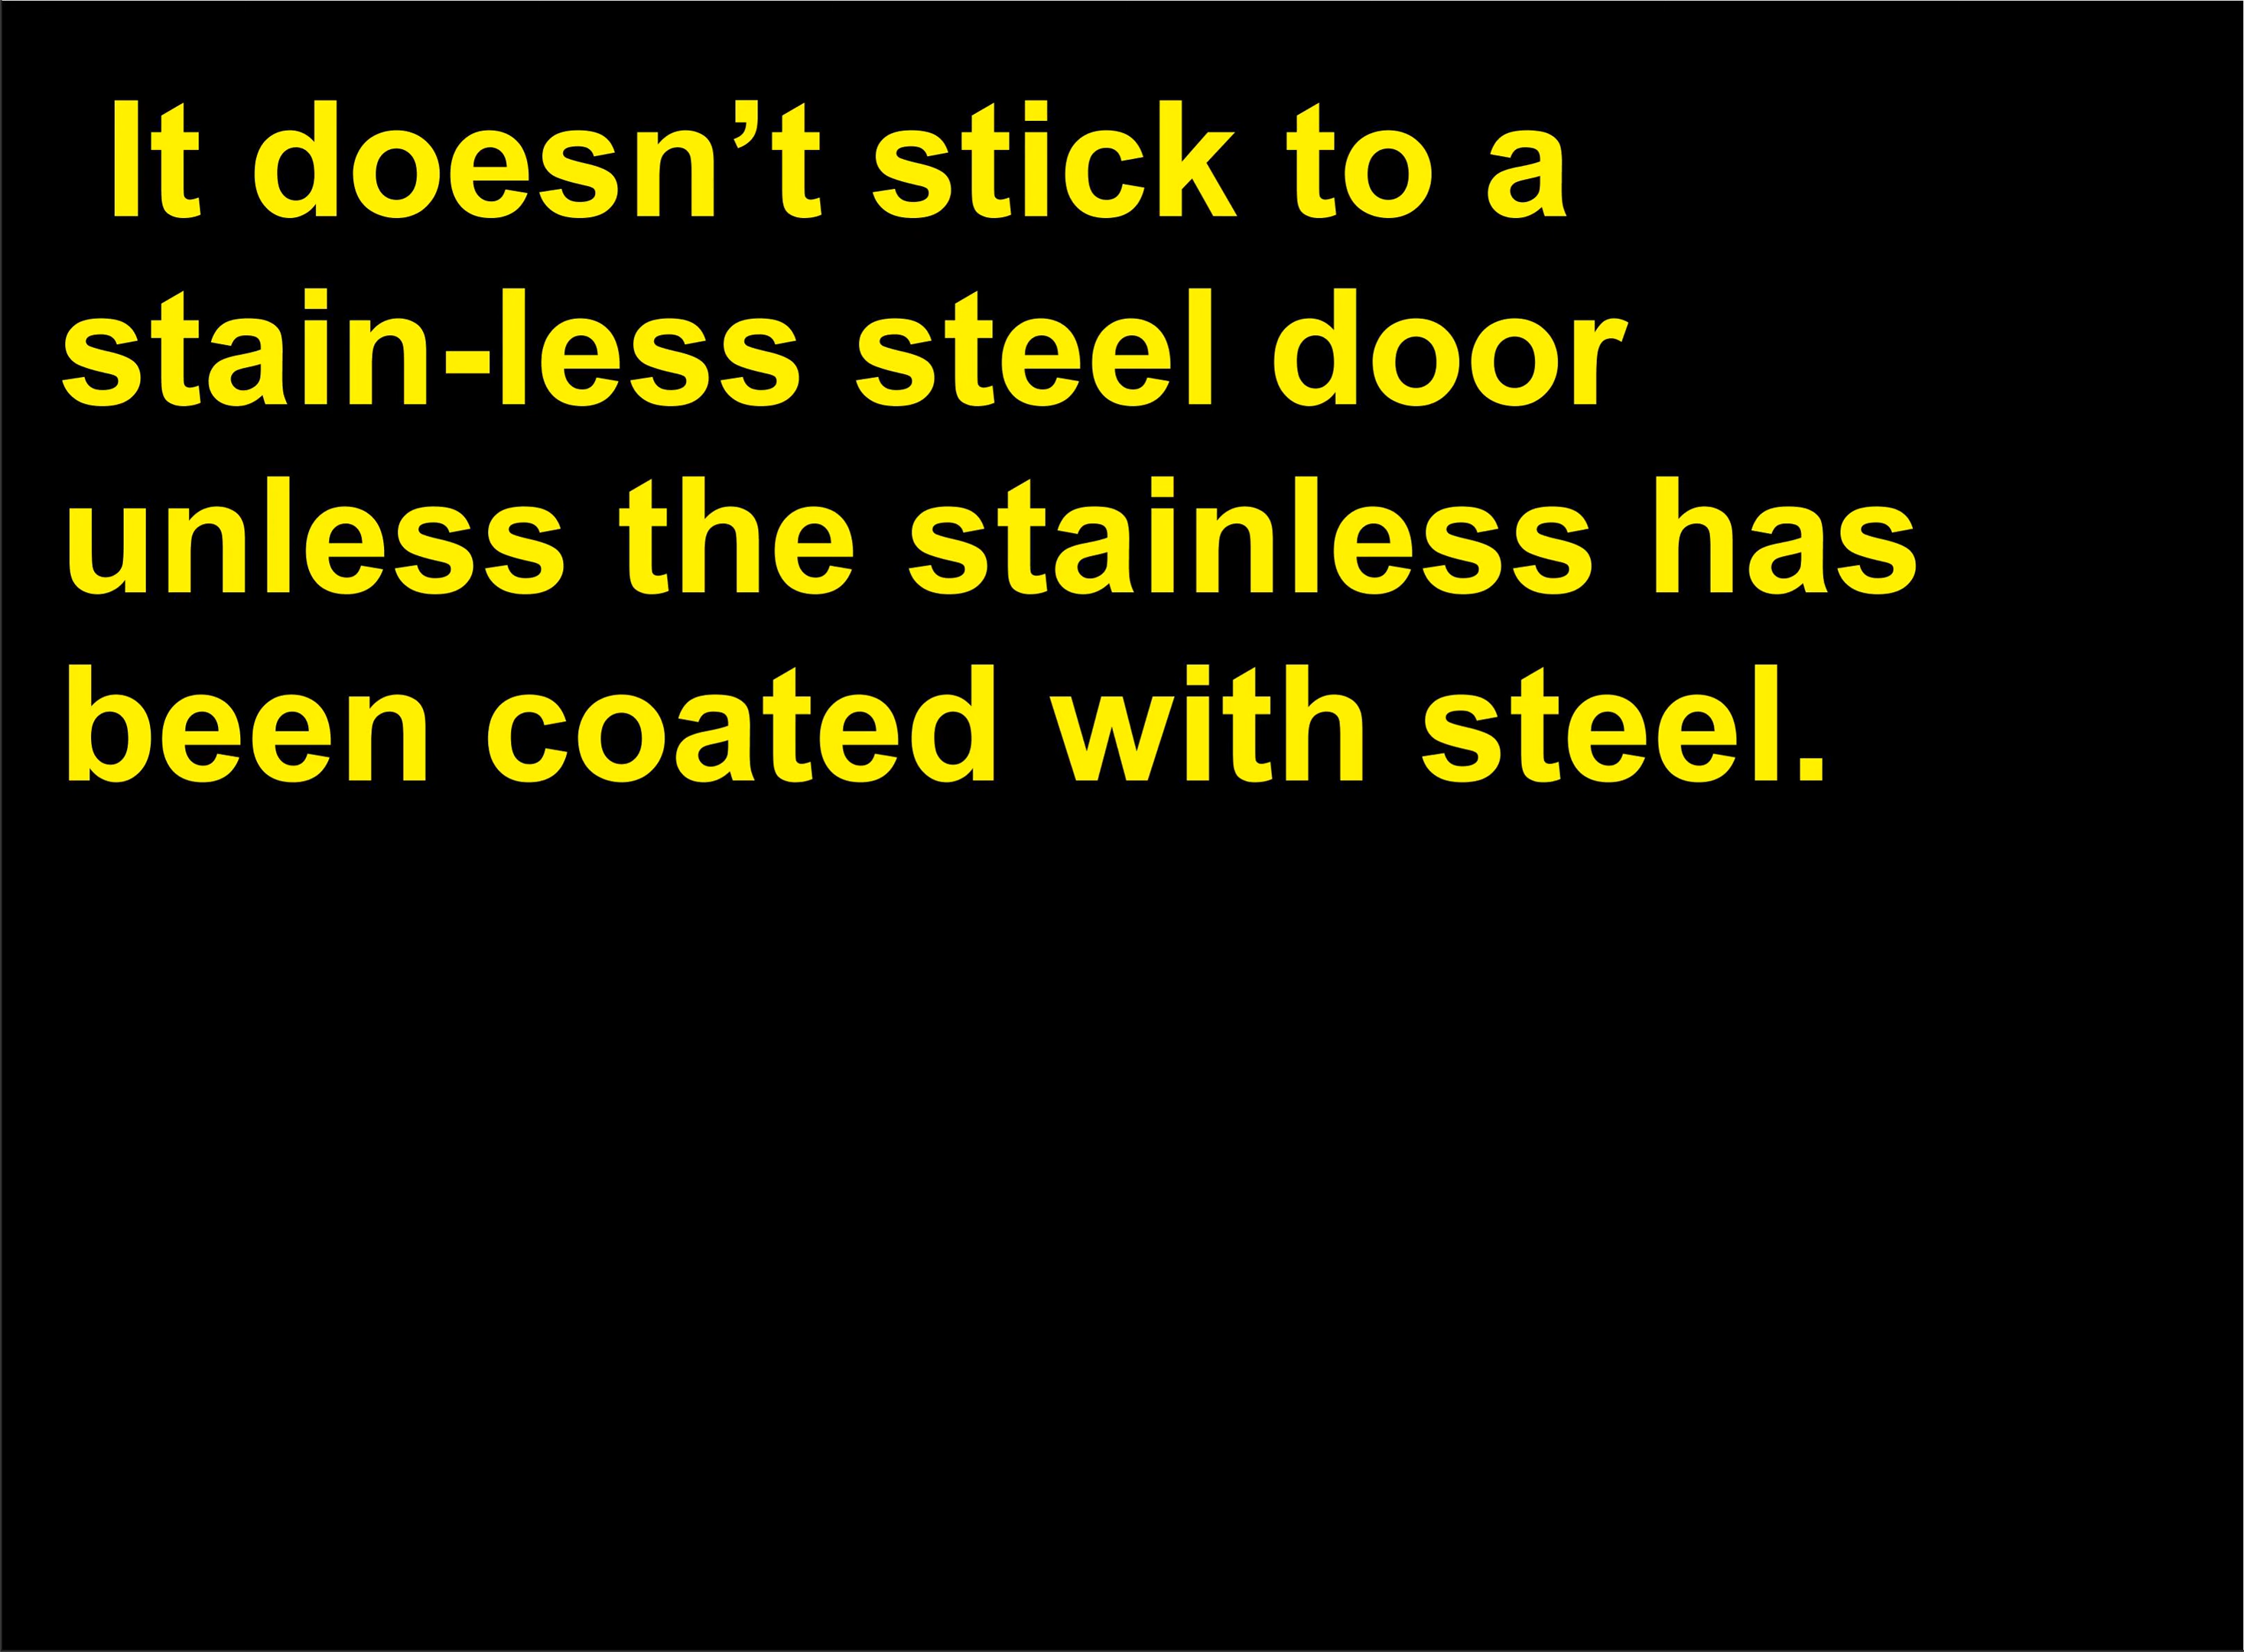 It doesn’t stick to a
stain-less steel door
unless the stainless has
been coated with steel.